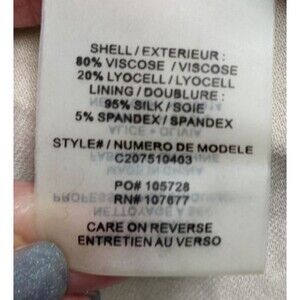 SHELL / EXTERIEUR :
80% VISCOSE / VISCOSE
20% LYOCELL / LYOCELL
LINING / DOUBLURE :
95% SILK / SOIE
5% SPANDEX / SPANDEX
STYLE# / NUMERO DE MODELE
C207510403
PO# 105728
RN# 107677
CARE ON REVERSE
ENTRETIEN AU VERSO